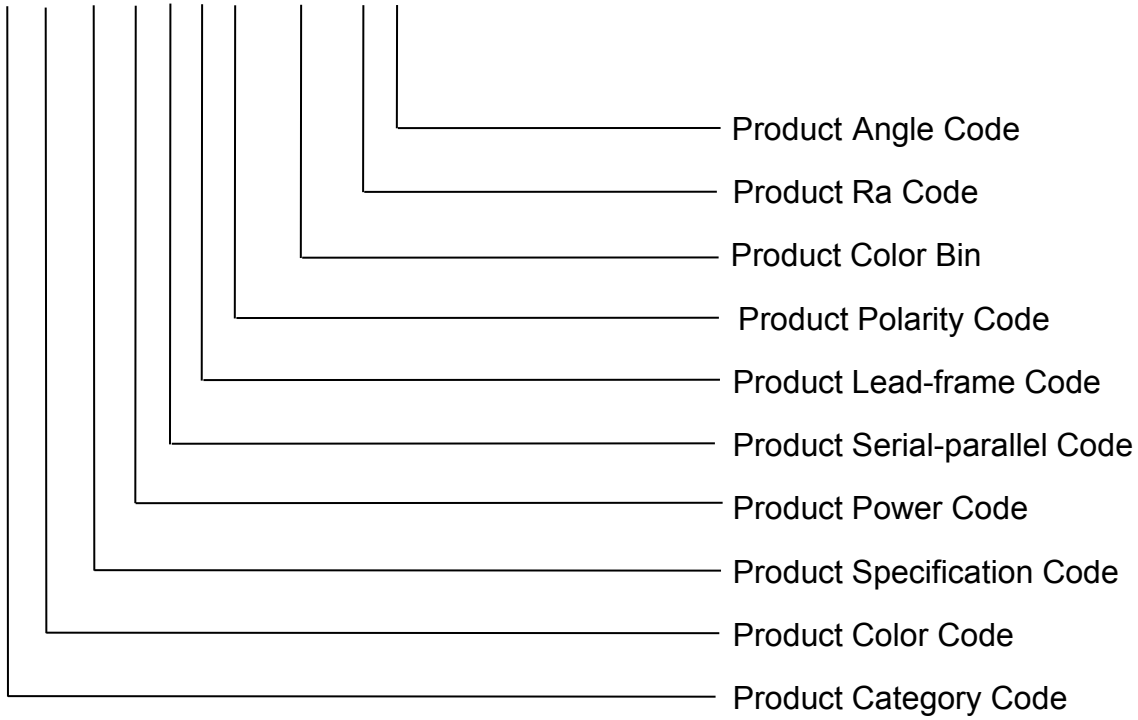 Product Angle Code
Product Ra Code
Product Color Bin
Product Polarity Code
Product Lead-frame Code
Product Serial-parallel Code
Product Power Code
Product Specification Code
Product Color Code
Product Category Code